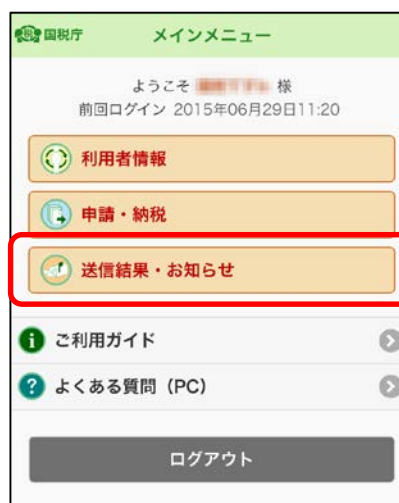 国税庁 メインメニュー
ようこそ 様
前回ログイン 2015年06月29日11:20
利用者情報
申請・納税
送信結果・お知らせ
ご利用ガイド
よくある質問（PC）
ログアウト